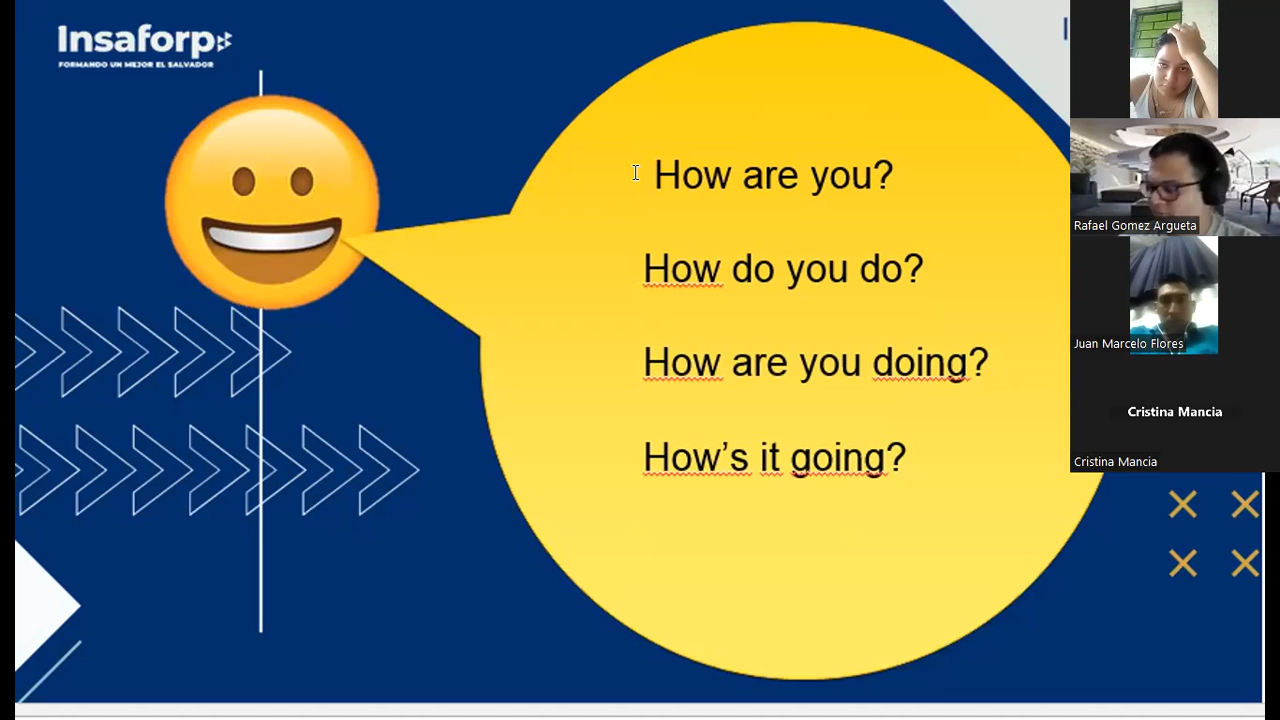 Insaforp
FORMANDO UN MEJOR EL SALVADOR
How are you?
How do you do?
How are you doing?
How's it going?
Rafael Gomez Argueta
Juan Marcelo Flores
Cristina Mancia
Cristina Mancia